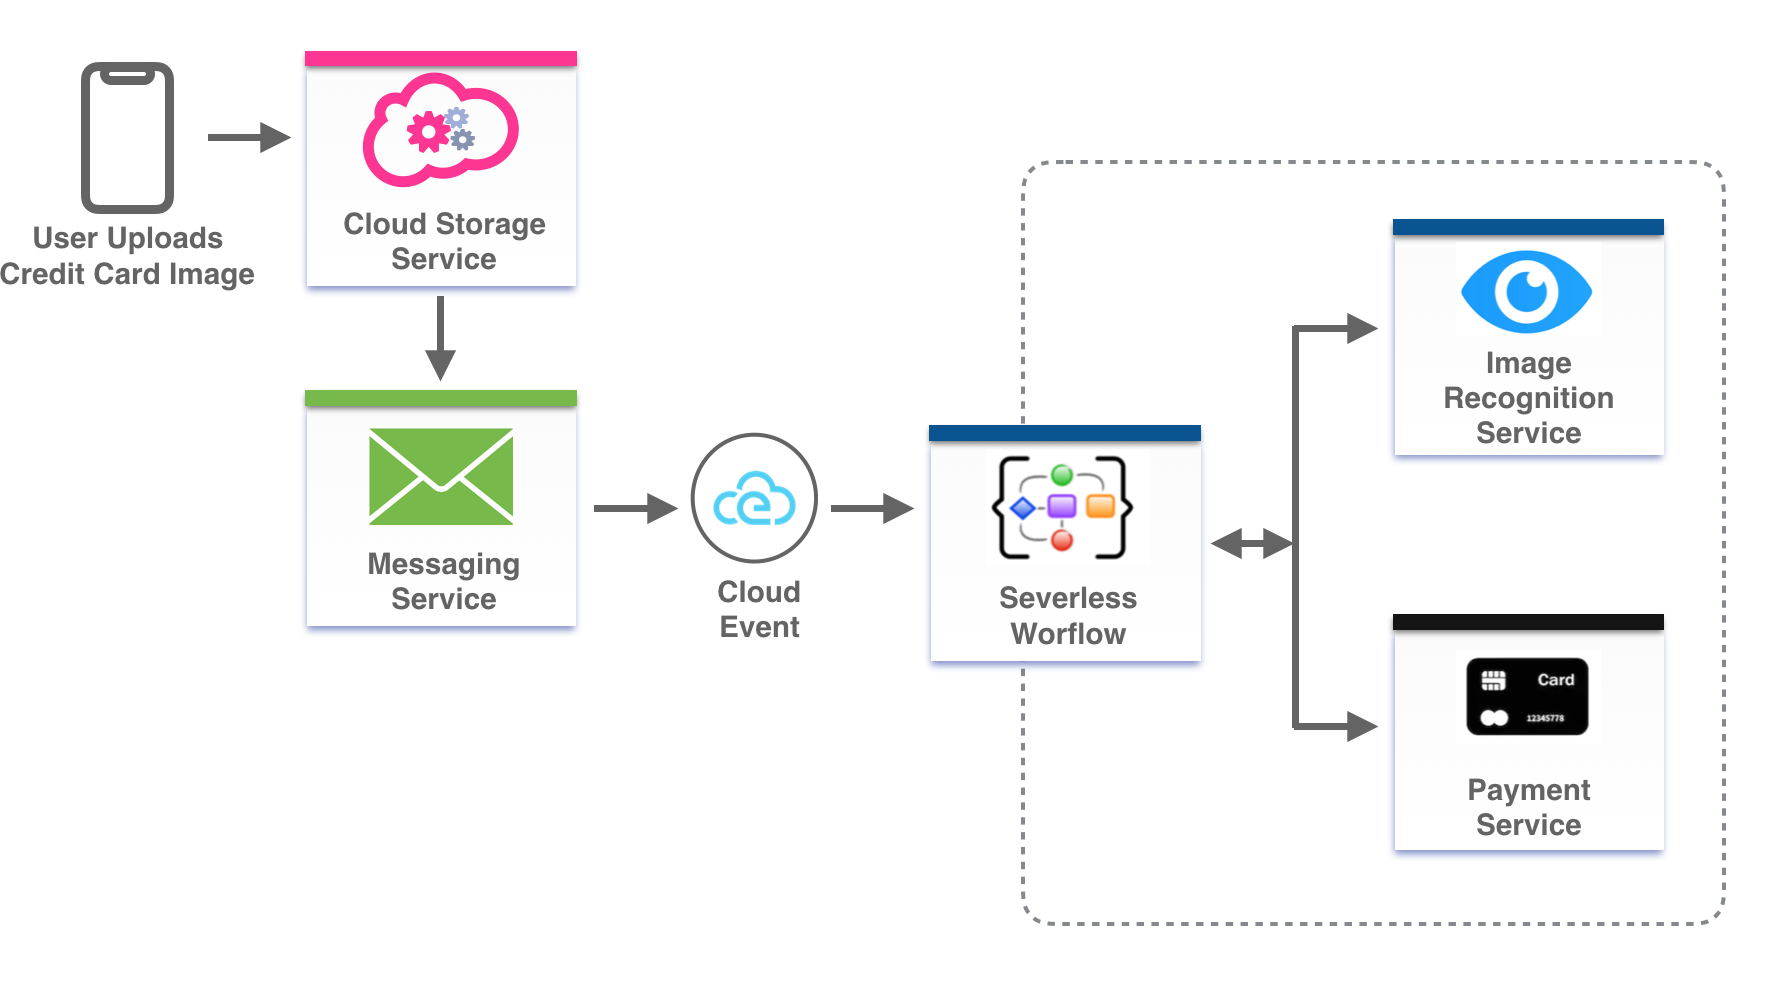 User Uploads
Credit Card Image
Cloud Storage
Service
Messaging
Service
Cloud
Event
Severless
Worflow
Image
Recognition
Service
Card
12345778
Payment
Service